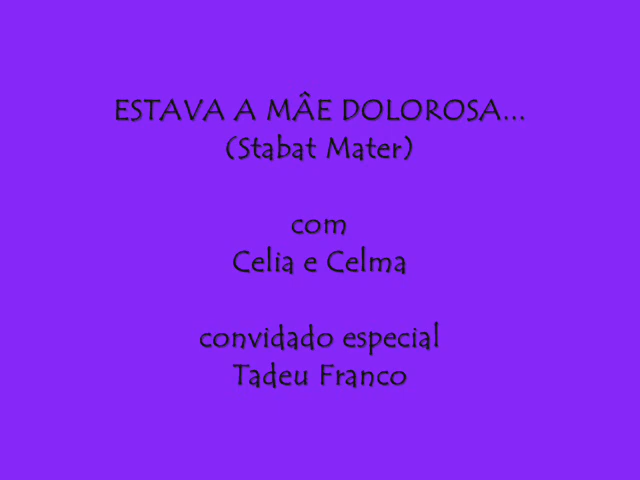 ESTAVA A MÂE DOLOROSA...
(Stabat Mater)
com
Celia e Celma
convidado especial
Tadeu Franco